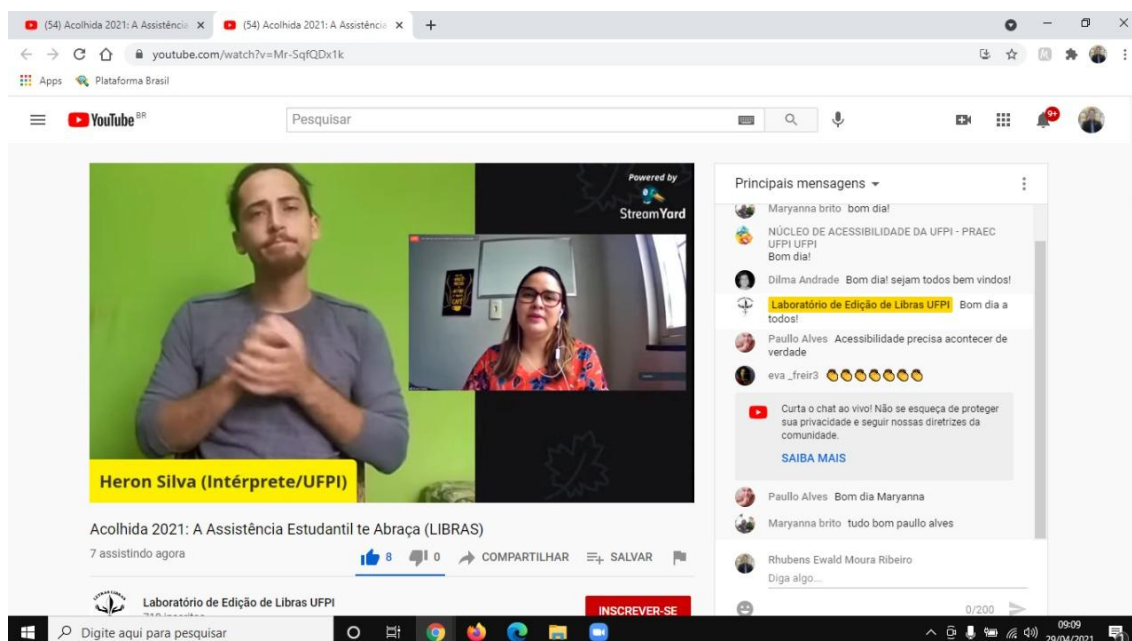 (54) Acolhida 2021: A Assistência
(54) Acolhida 2021: A Assistência
youtube.com/watch?v=Mr-SqfQDx1k
Apps
Plataforma Brasil
YouTube BR
Pesquisar
9+
Powered by
StreamYard
Heron Silva (Intérprete/UFPI)
Acolhida 2021: A Assistência Estudantil te Abraça (LIBRAS)
7 assistindo agora
8
0
COMPARTILHAR
SALVAR
Laboratório de Edição de Libras UFPI
INSCREVER-SE
Principais mensagens
Maryanna brito bom dia!
NÚCLEO DE ACESSIBILIDADE DA UFPI - PRAEC
UFPI UFPI
Bom dia!
Dilma Andrade Bom dia! sejam todos bem vindos!
Laboratório de Edição de Libras UFPI Bom dia a
todos!
Paullo Alves Acessibilidade precisa acontecer de
verdade
eva _freir3 👏👏👏👏👏👏👏
Curta o chat ao vivo! Não se esqueça de proteger
sua privacidade e seguir nossas diretrizes da
comunidade.
SAIBA MAIS
Paullo Alves Bom dia Maryanna
Maryanna brito tudo bom paullo alves
Rhubens Ewald Moura Ribeiro
Diga algo...
0/200
Digite aqui para pesquisar
09:09
29/04/2021